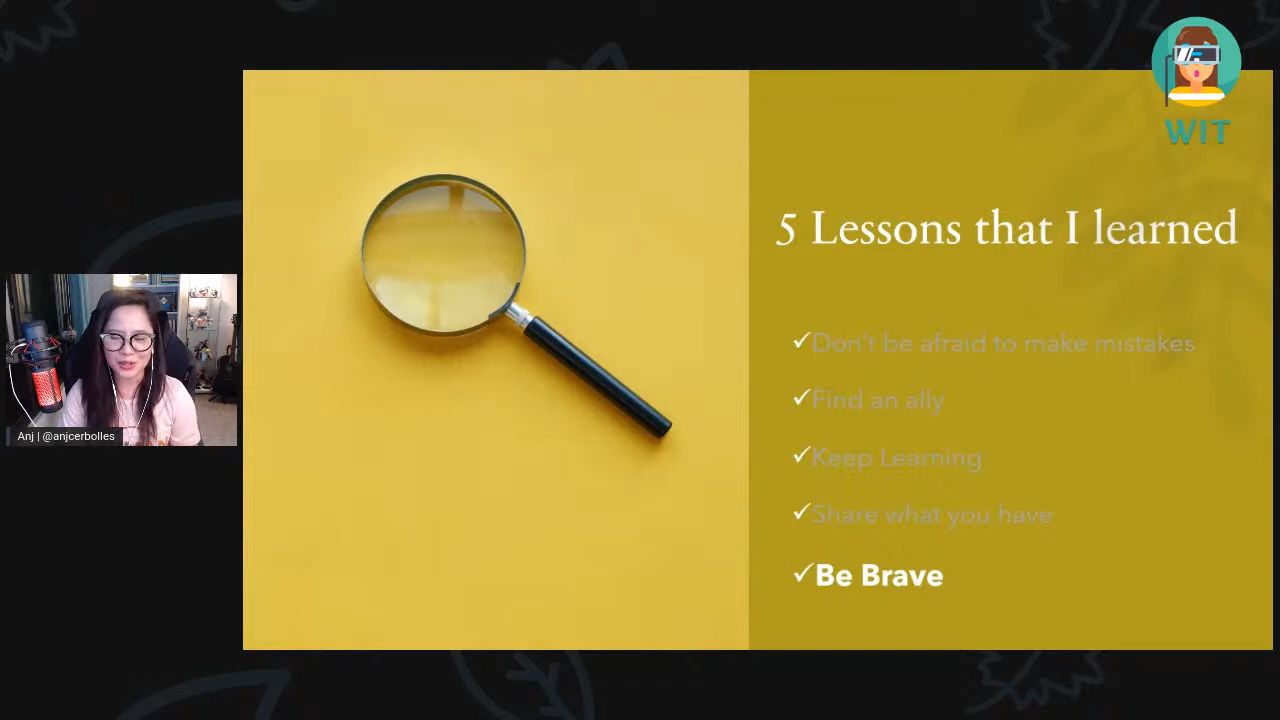 WIT
5 Lessons that I learned
✓Don't be afraid to make mistakes
✓Find an ally
✓Keep Learning
✓Share what you have
✓Be Brave
Anj | @anjcerbolles